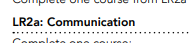 Complete one course from LR2a
LR2a: Communication
Complete one course: